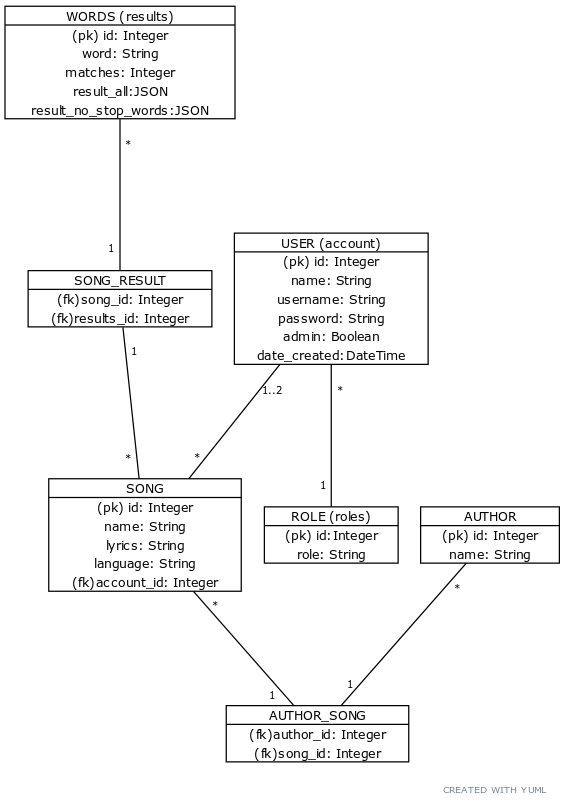 WORDS (results)
(pk) id: Integer
word: String
matches: Integer
result_all:JSON
result_no_stop_words:JSON
*
1
USER (account)
(pk) id: Integer
name: String
username: String
password: String
admin: Boolean
date_created:DateTime
SONG_RESULT
(fk)song_id: Integer
(fk)results_id: Integer
1
*
1..2
*
*
1
SONG
(pk) id: Integer
name: String
lyrics: String
language: String
(fk)account_id: Integer
ROLE (roles)
(pk) id:Integer
role: String
AUTHOR
(pk) id: Integer
name: String
*
1
*
1
AUTHOR_SONG
(fk)author_id: Integer
(fk)song_id: Integer
CREATED WITH YUML